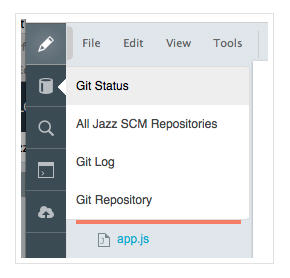 File Edit View Tools
Git Status
All Jazz SCM Repositories
Git Log
Git Repository
app.js